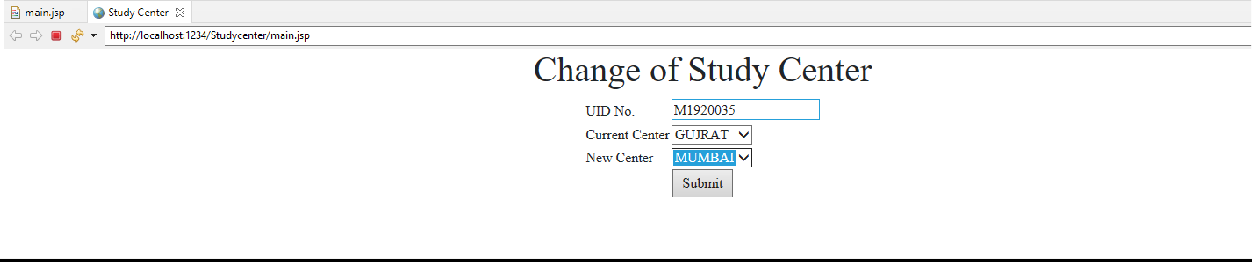 main.jsp Study Center
http://localhost:1234/Studycenter/main.jsp
Change of Study Center
UID No. M1920035
Current Center GUJRAT
New Center MUMBAI
Submit